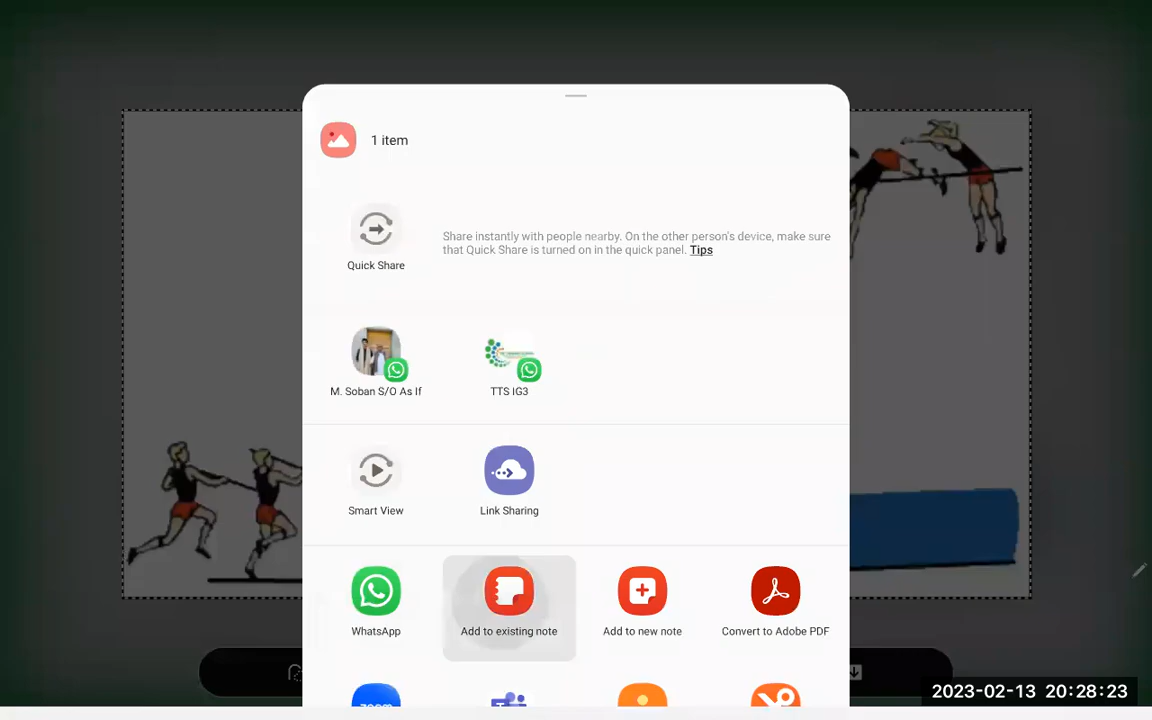 1 item
Share instantly with people nearby. On the other person's device, make sure
that Quick Share is turned on in the quick panel. Tips
Quick Share
M. Soban S/O As If
TTS IG3
Smart View
Link Sharing
WhatsApp
Add to existing note
Add to new note
Convert to Adobe PDF
zoom
2023-02-13 20:28:23